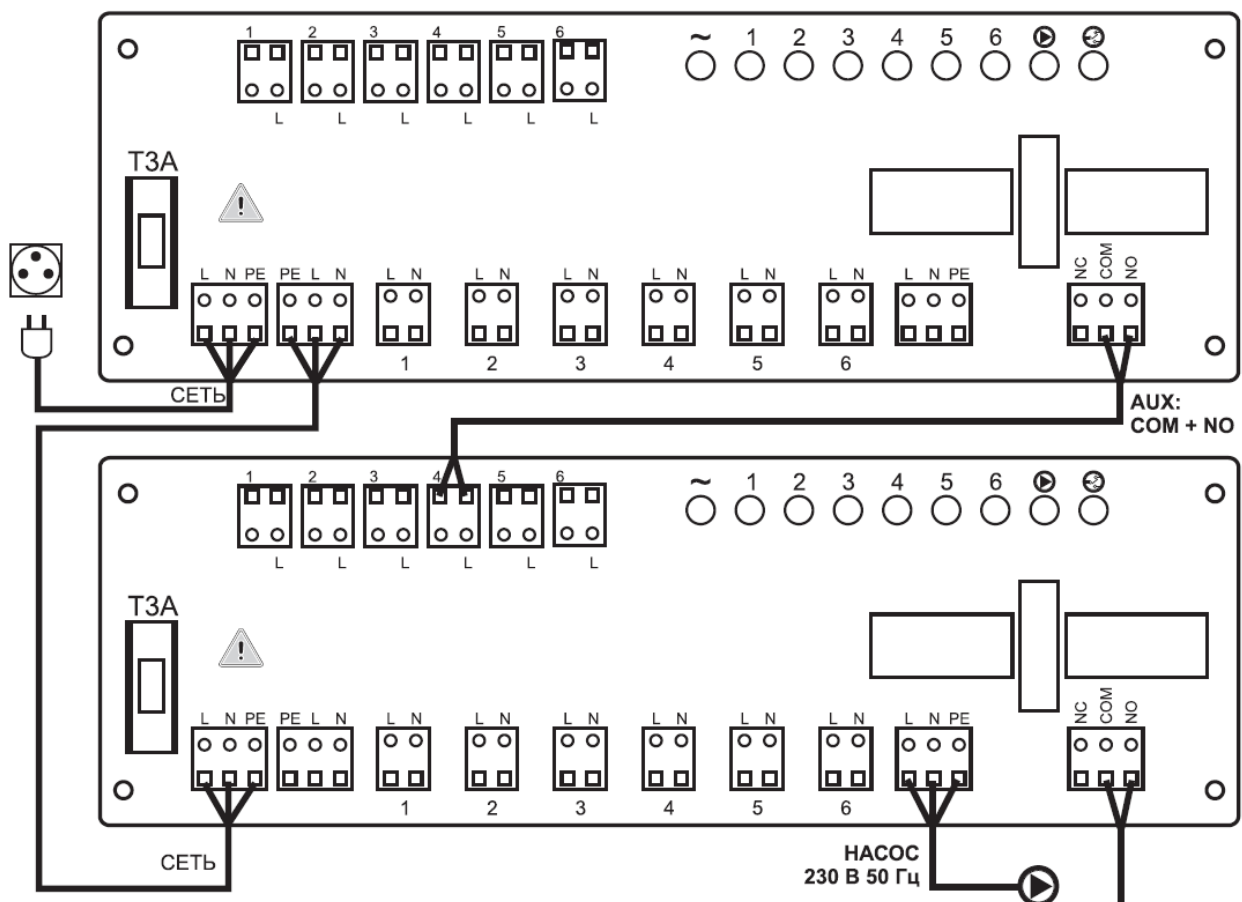 1 2 3 4 5 6 ~ 1 2 3 4 5 6
L L L L L L
T3A
!
L N PE PE L N L N L N L N L N L N L N L N PE NC COM NO
1 2 3 4 5 6
СЕТЬ
AUX:
COM + NO
1 2 3 4 5 6 ~ 1 2 3 4 5 6
L L L L L L
T3A
!
L N PE PE L N L N L N L N L N L N L N L N PE NC COM NO
1 2 3 4 5 6
СЕТЬ
НАСОС
230 В 50 Гц